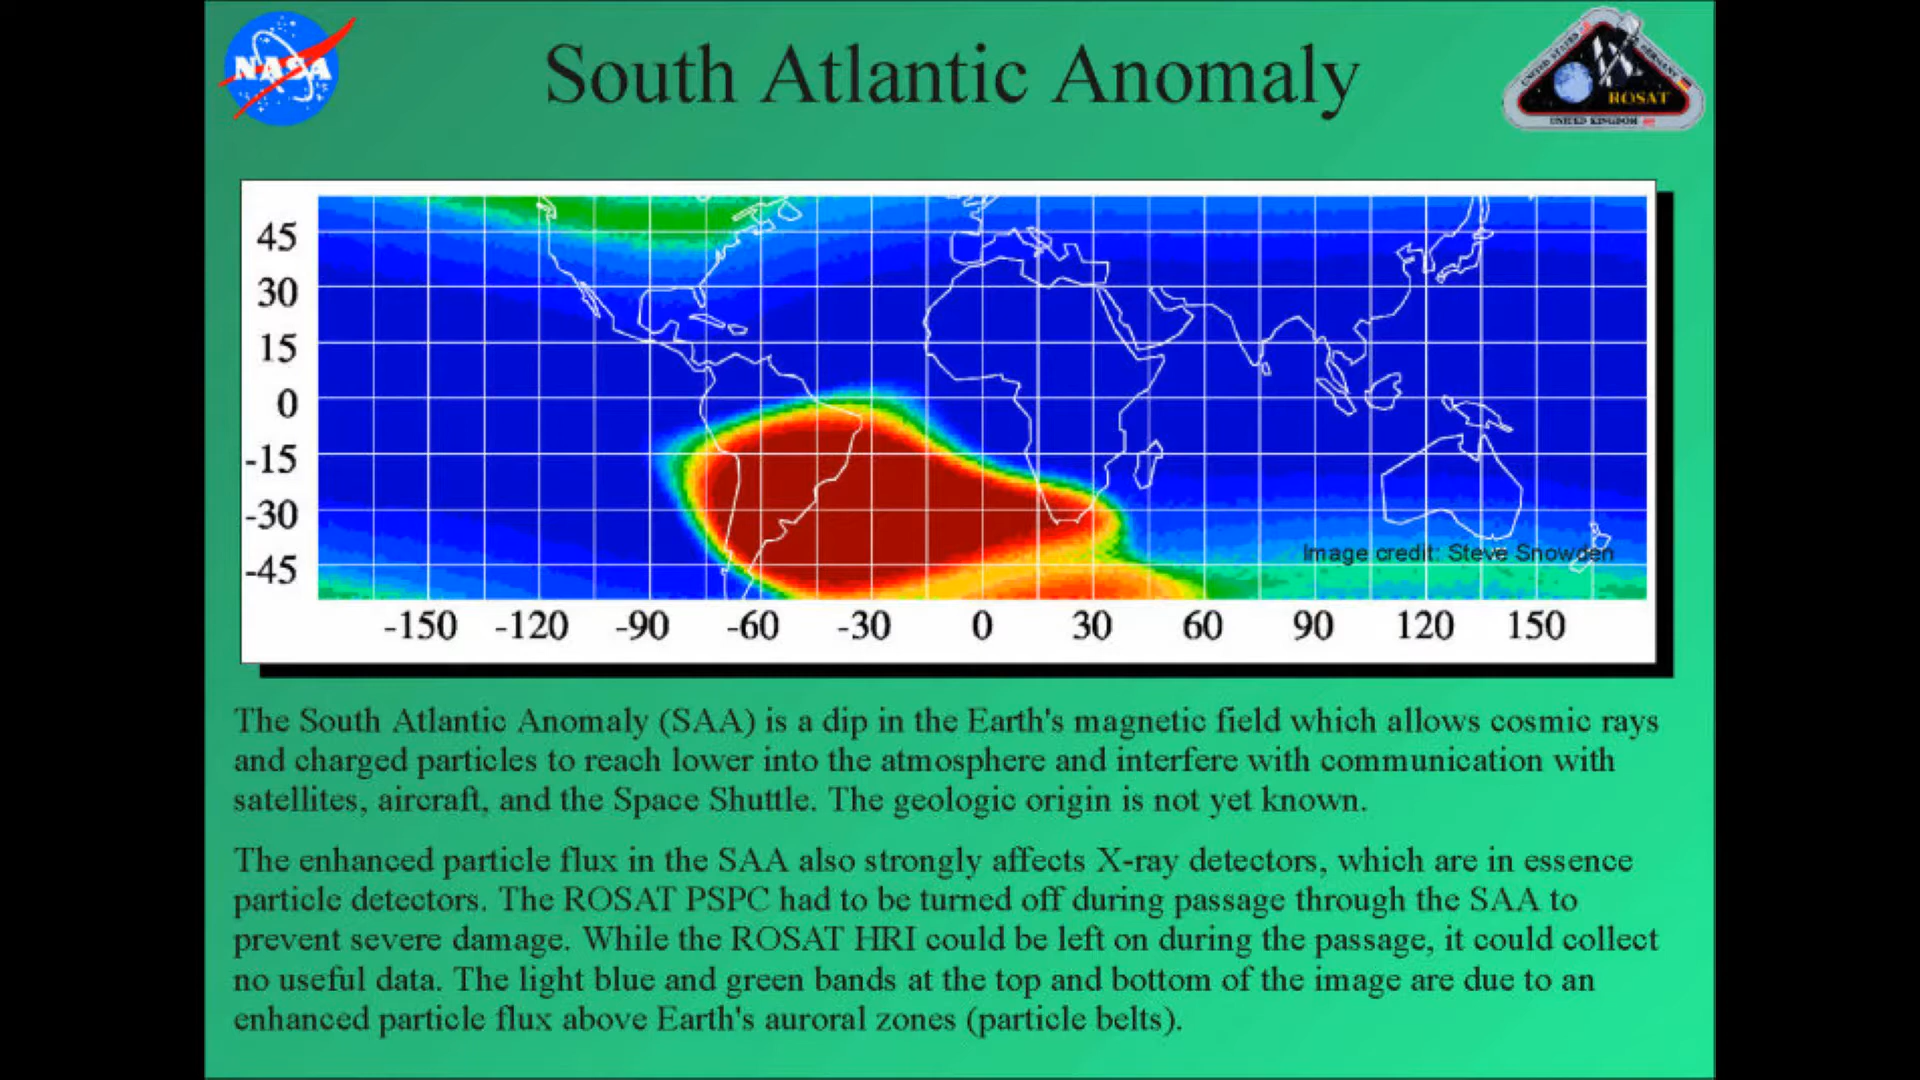 NASA
South Atlantic Anomaly
UNITED STATES
GERMANY
ROSAT
UNITED KINGDOM
45
30
15
0
-15
-30
-45
Image credit: Steve Snowden
-150 -120 -90 -60 -30 0 30 60 90 120 150
The South Atlantic Anomaly (SAA) is a dip in the Earth's magnetic field which allows cosmic rays
and charged particles to reach lower into the atmosphere and interfere with communication with
satellites, aircraft, and the Space Shuttle. The geologic origin is not yet known.
The enhanced particle flux in the SAA also strongly affects X-ray detectors, which are in essence
particle detectors. The ROSAT PSPC had to be turned off during passage through the SAA to
prevent severe damage. While the ROSAT HRI could be left on during the passage, it could collect
no useful data. The light blue and green bands at the top and bottom of the image are due to an
enhanced particle flux above Earth's auroral zones (particle belts).